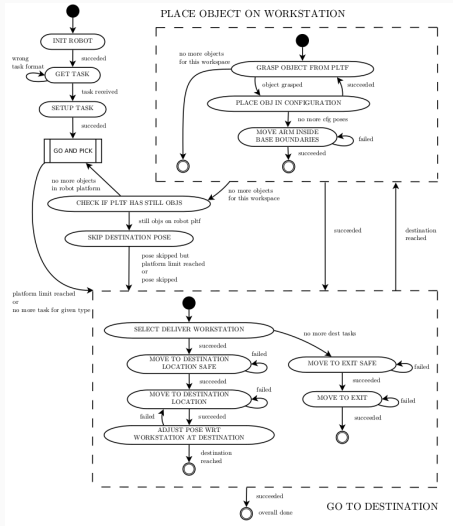 PLACE OBJECT ON WORKSTATION
INIT ROBOT
succeded
wrong
task format
GET TASK
task received
SETUP TASK
succeded
GO AND PICK
no more objects
for this workspace
GRASP OBJECT FROM PLTF
object grasped
succeeded
PLACE OBJ IN CONFIGURATION
no more cfg poses
MOVE ARM INSIDE
BASE BOUNDARIES
failed
succeeded
no more objects
in robot platform
no more objects
for this workspace
CHECK IF PLTF HAS STILL OBJS
still objs on robot pltf
SKIP DESTINATION POSE
pose skipped but
platform limit reached
or
pose skipped
succeeded
destination
reached
platform limit reached
or
no more task for given type
SELECT DELIVER WORKSTATION
no more dest tasks
succeeded
MOVE TO DESTINATION
LOCATION SAFE
failed
succeeded
MOVE TO DESTINATION
LOCATION
failed
failed
succeeded
ADJUST POSE WRT
WORKSTATION AT DESTINATION
destination
reached
MOVE TO EXIT SAFE
failed
succeeded
MOVE TO EXIT
failed
succeeded
succeeded
overall done
GO TO DESTINATION